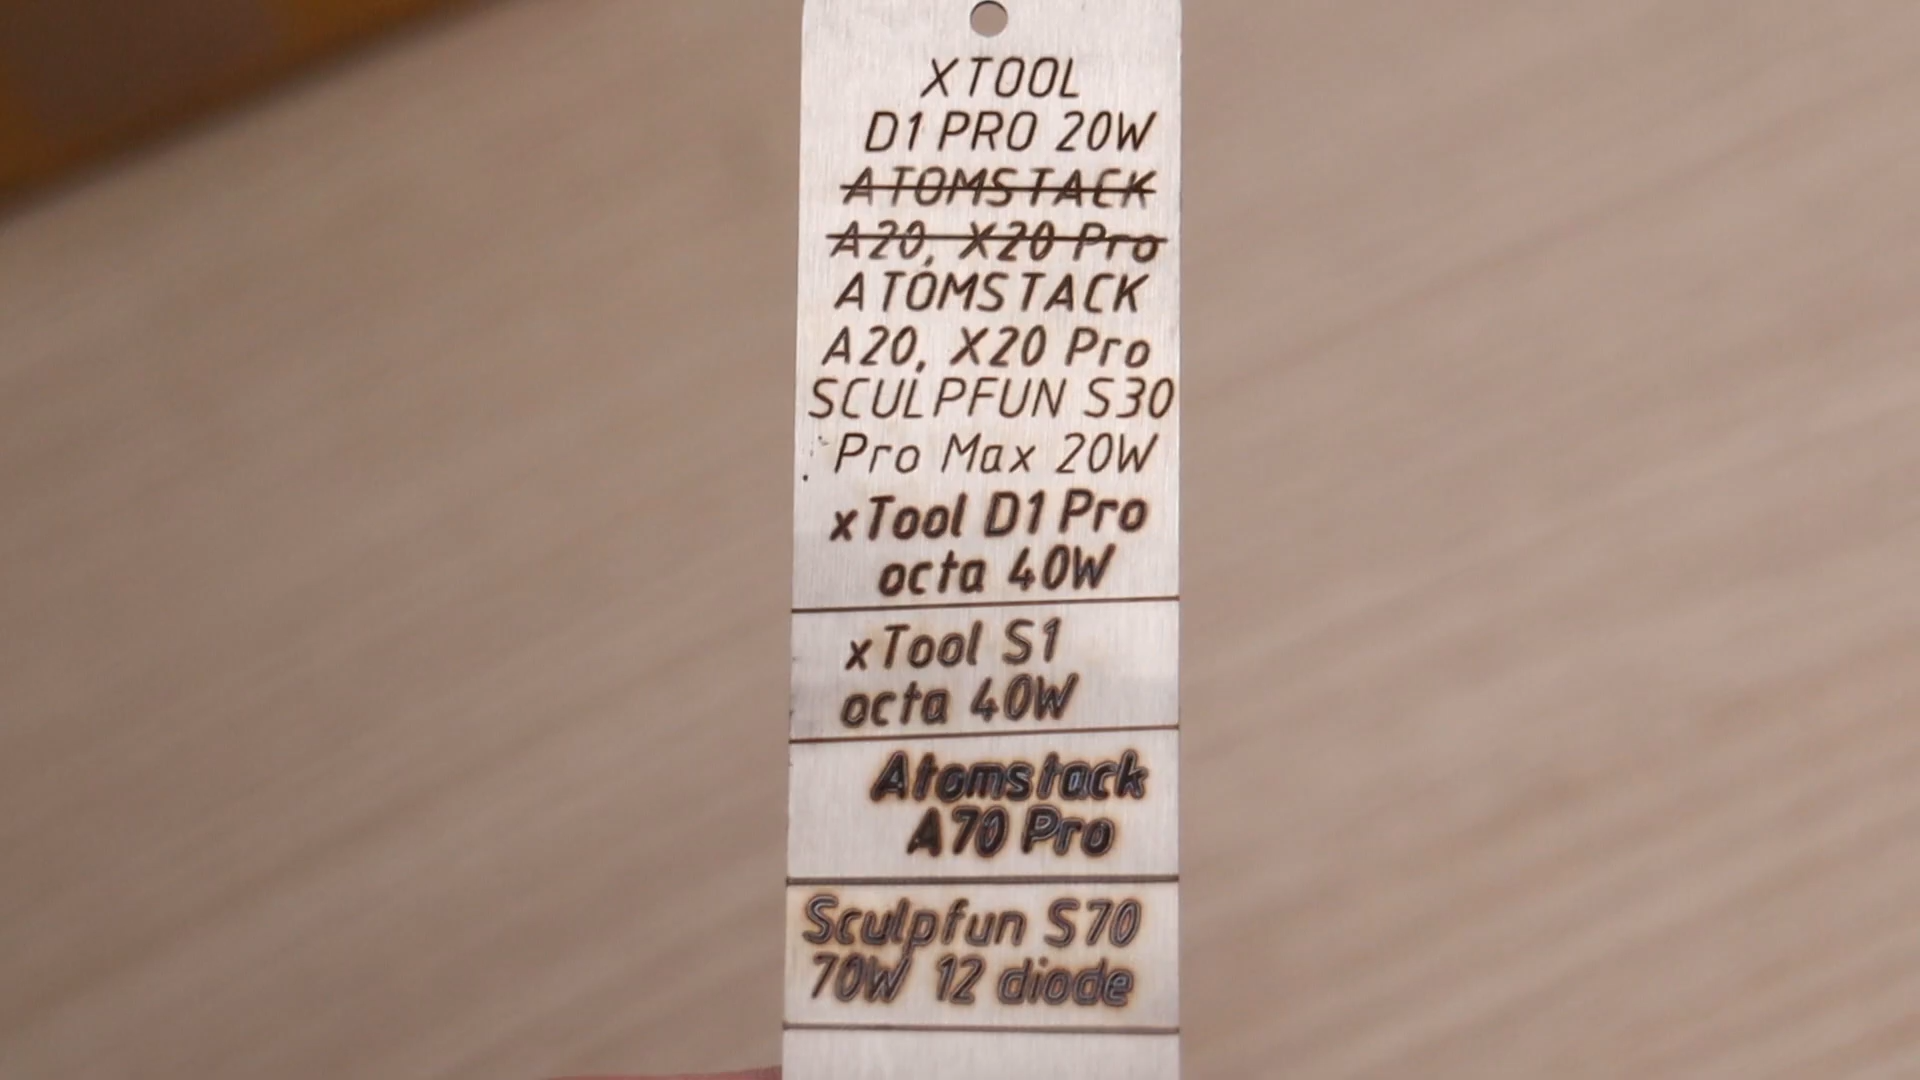 XTOOL
D1 PRO 20W
ATOMSTACK
A20, X20 Pro
ATOMSTACK
A20, X20 Pro
SCULPFUN S30
Pro Max 20W
xTool D1 Pro
octa 40W
xTool S1
octa 40W
Atomstack
A70 Pro
Sculpfun S70
70W 12 diode